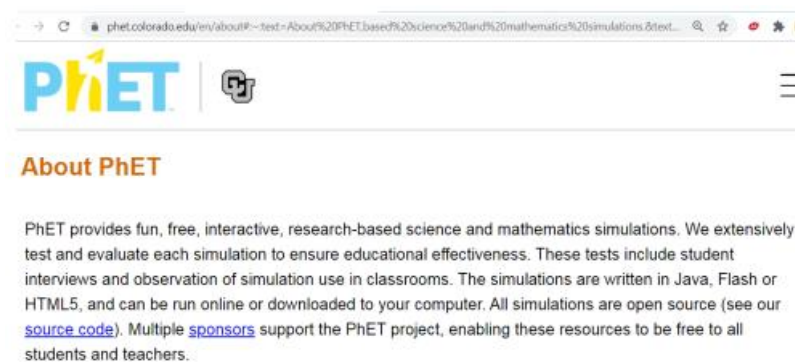 phet.colorado.edu/en/about#:~:text=About%20PhET,based%20science%20and%20mathematics%20simulations.&text...
PhET
CU
About PhET
PhET provides fun, free, interactive, research-based science and mathematics simulations. We extensively
test and evaluate each simulation to ensure educational effectiveness. These tests include student
interviews and observation of simulation use in classrooms. The simulations are written in Java, Flash or
HTML5, and can be run online or downloaded to your computer. All simulations are open source (see our
source code). Multiple sponsors support the PhET project, enabling these resources to be free to all
students and teachers.